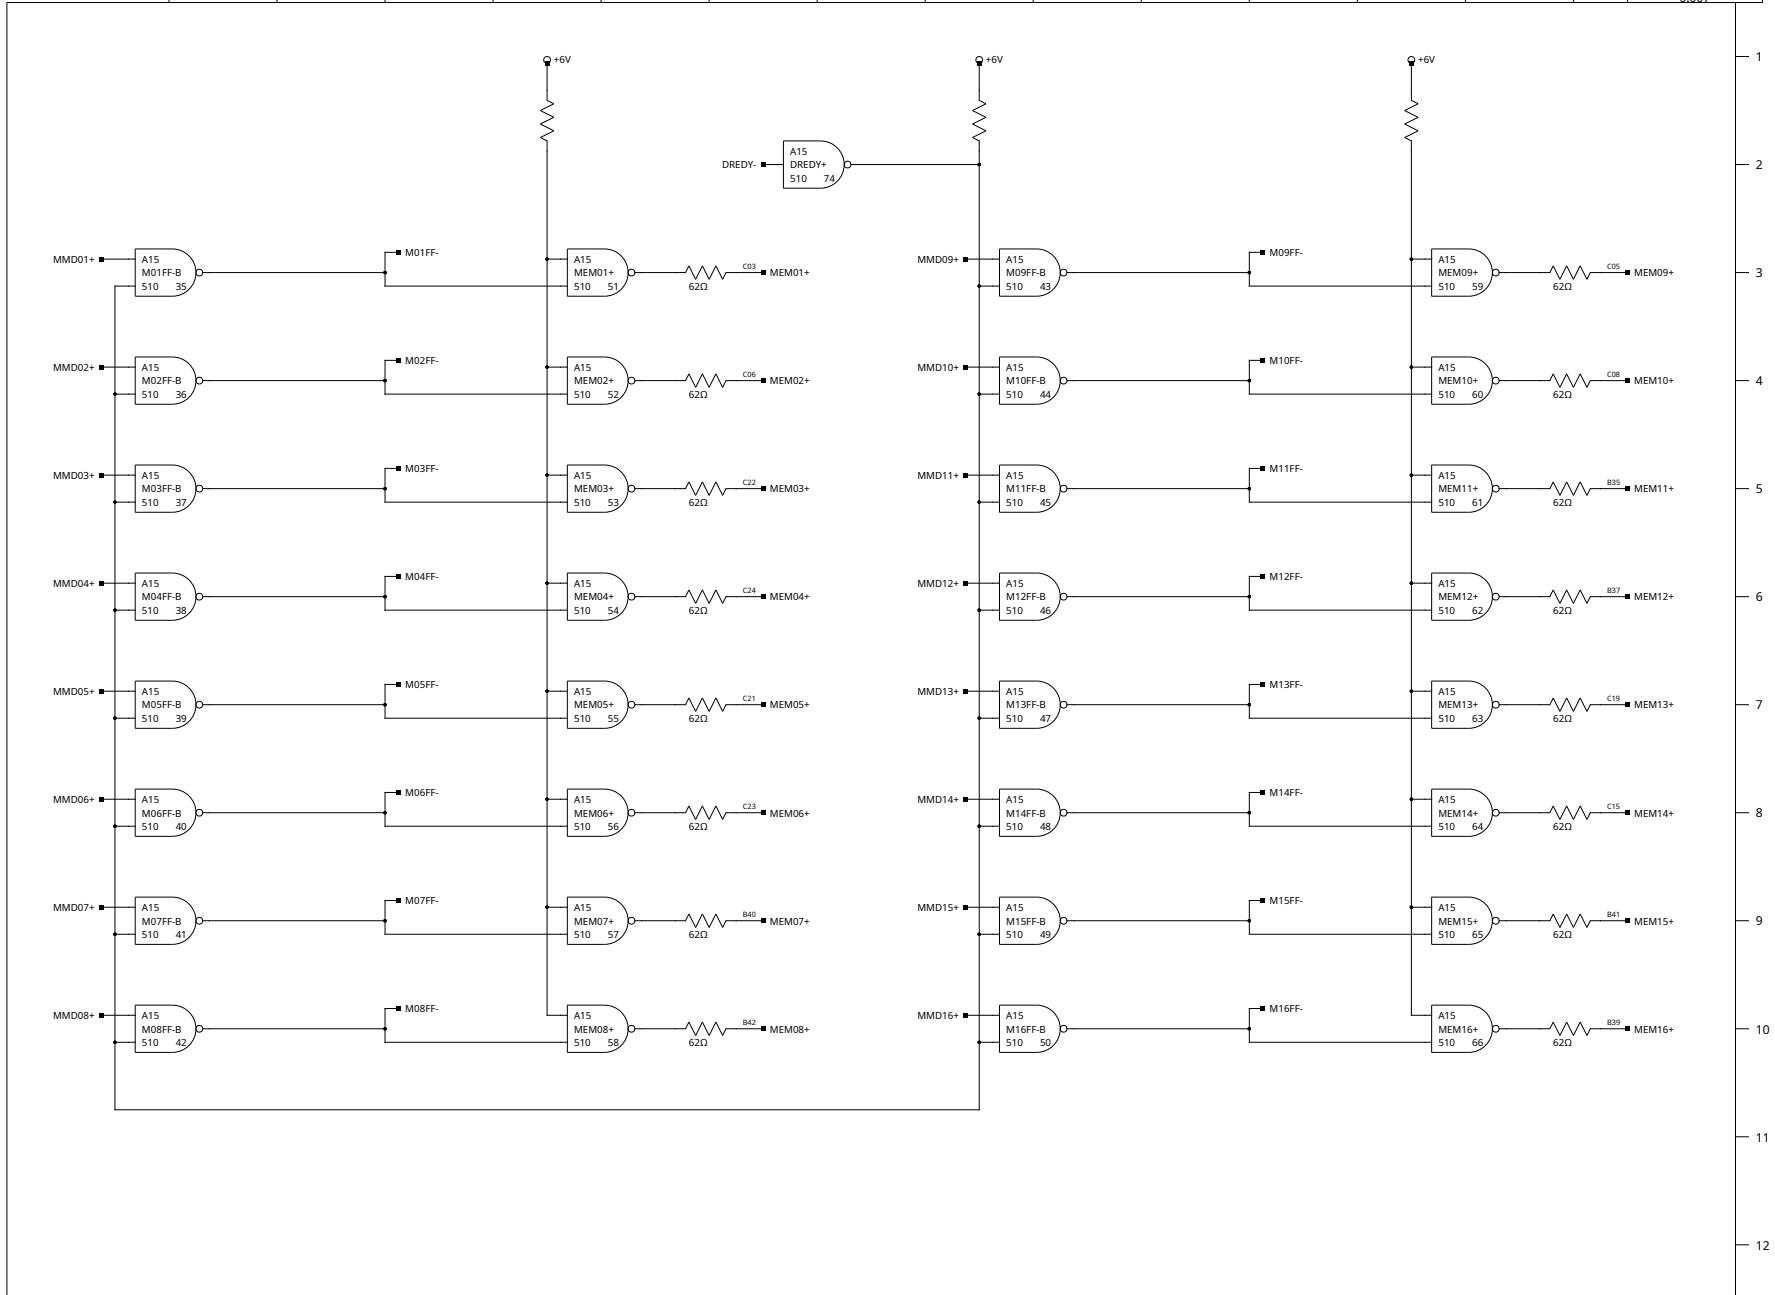 +6V +6V +6V 1
A15
DREDY- DREDY+ 2
510 74
M01FF- M09FF-
MMD01+ A15 A15 MMD09+ A15 A15
M01FF-B MEM01+ C03 MEM01+ M09FF-B MEM09+ C05 MEM09+ 3
510 35 510 51 62Ω 510 43 510 59 62Ω
M02FF- M10FF-
MMD02+ A15 A15 MMD10+ A15 A15
M02FF-B MEM02+ C06 MEM02+ M10FF-B MEM10+ C08 MEM10+ 4
510 36 510 52 62Ω 510 44 510 60 62Ω
M03FF- M11FF-
MMD03+ A15 A15 MMD11+ A15 A15
M03FF-B MEM03+ C22 MEM03+ M11FF-B MEM11+ B35 MEM11+ 5
510 37 510 53 62Ω 510 45 510 61 62Ω
M04FF- M12FF-
MMD04+ A15 A15 MMD12+ A15 A15
M04FF-B MEM04+ C24 MEM04+ M12FF-B MEM12+ B37 MEM12+ 6
510 38 510 54 62Ω 510 46 510 62 62Ω
M05FF- M13FF-
MMD05+ A15 A15 MMD13+ A15 A15
M05FF-B MEM05+ C21 MEM05+ M13FF-B MEM13+ C19 MEM13+ 7
510 39 510 55 62Ω 510 47 510 63 62Ω
M06FF- M14FF-
MMD06+ A15 A15 MMD14+ A15 A15
M06FF-B MEM06+ C23 MEM06+ M14FF-B MEM14+ C15 MEM14+ 8
510 40 510 56 62Ω 510 48 510 64 62Ω
M07FF- M15FF-
MMD07+ A15 A15 MMD15+ A15 A15
M07FF-B MEM07+ B40 MEM07+ M15FF-B MEM15+ B41 MEM15+ 9
510 41 510 57 62Ω 510 49 510 65 62Ω
M08FF- M16FF-
MMD08+ A15 A15 MMD16+ A15 A15
M08FF-B MEM08+ B42 MEM08+ M16FF-B MEM16+ B39 MEM16+ 10
510 42 510 58 62Ω 510 50 510 66 62Ω
11
12